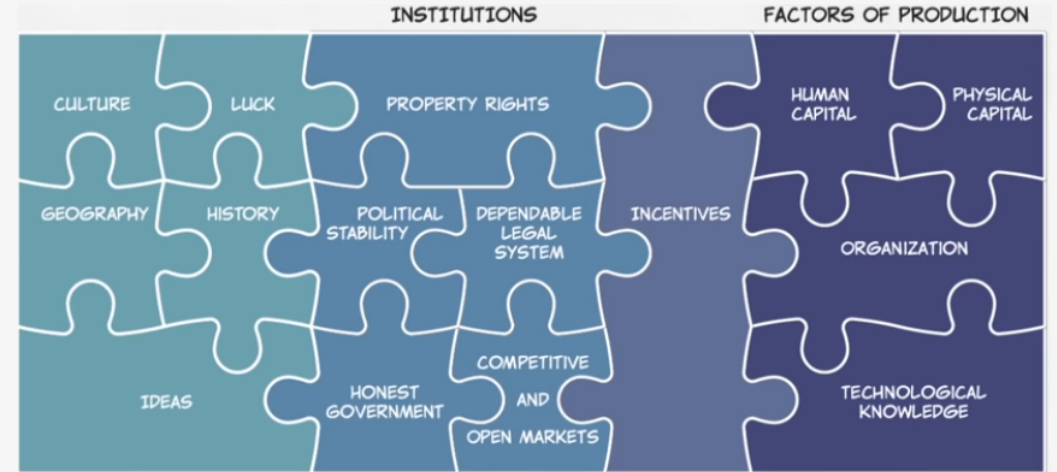 INSTITUTIONS
FACTORS OF PRODUCTION
CULTURE
LUCK
PROPERTY RIGHTS
HUMAN
CAPITAL
PHYSICAL
CAPITAL
GEOGRAPHY
HISTORY
POLITICAL
STABILITY
DEPENDABLE
LEGAL
SYSTEM
INCENTIVES
ORGANIZATION
IDEAS
HONEST
GOVERNMENT
COMPETITIVE
AND
OPEN MARKETS
TECHNOLOGICAL
KNOWLEDGE